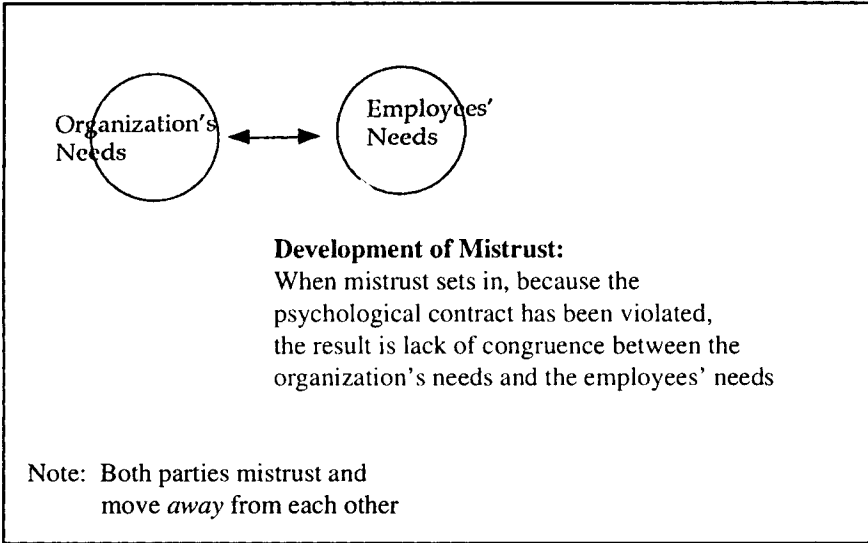 Organization's
Needs
Employees'
Needs
Development of Mistrust:
When mistrust sets in, because the
psychological contract has been violated,
the result is lack of congruence between the
organization's needs and the employees' needs
Note: Both parties mistrust and
move away from each other